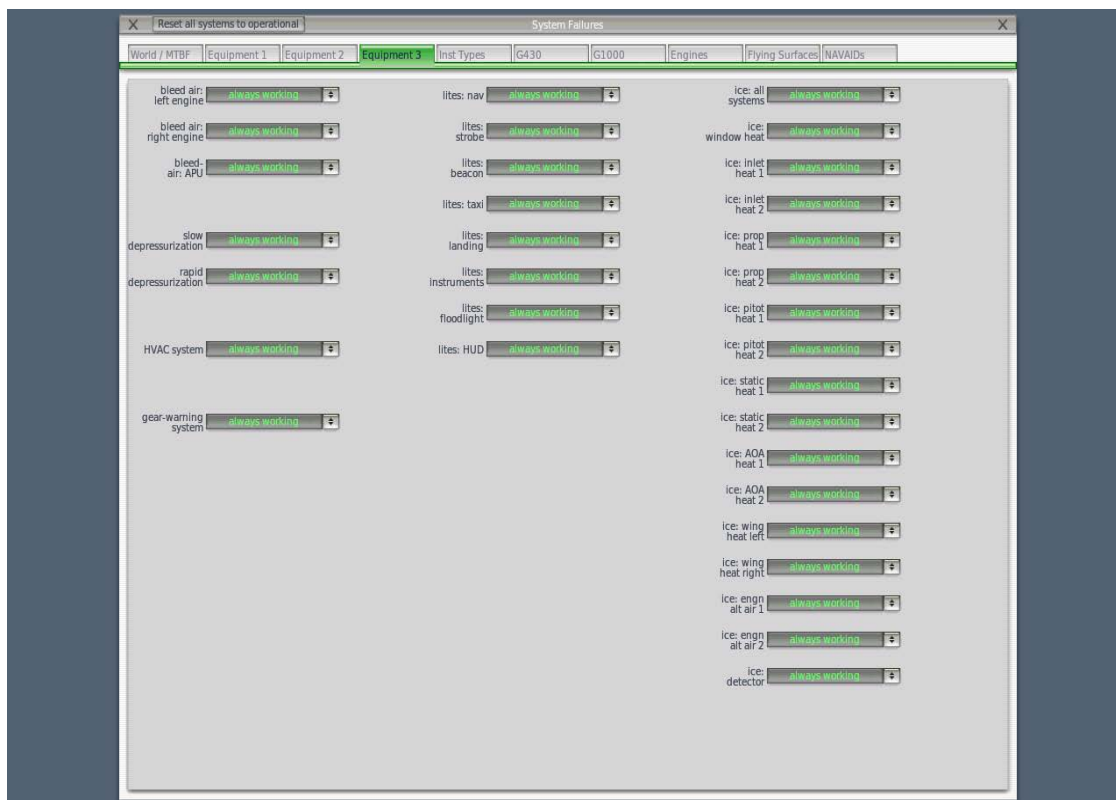 X Reset all systems to operational System Failures X
World / MTBF Equipment 1 Equipment 2 Equipment 3 Inst Types G430 G1000 Engines Flying Surfaces NAVAIDs
bleed air:
left engine always working
bleed air:
right engine always working
bleed-
air: APU always working
slow
depressurization always working
rapid
depressurization always working
HVAC system always working
gear-warning
system always working
lites: nav always working
lites:
strobe always working
lites:
beacon always working
lites: taxi always working
lites:
landing always working
lites:
instruments always working
lites:
floodlight always working
lites: HUD always working
ice: all
systems always working
ice:
window heat always working
ice: inlet
heat 1 always working
ice: inlet
heat 2 always working
ice: prop
heat 1 always working
ice: prop
heat 2 always working
ice: pitot
heat 1 always working
ice: pitot
heat 2 always working
ice: static
heat 1 always working
ice: static
heat 2 always working
ice: AOA
heat 1 always working
ice: AOA
heat 2 always working
ice: wing
heat left always working
ice: wing
heat right always working
ice: engn
alt air 1 always working
ice: engn
alt air 2 always working
ice:
detector always working